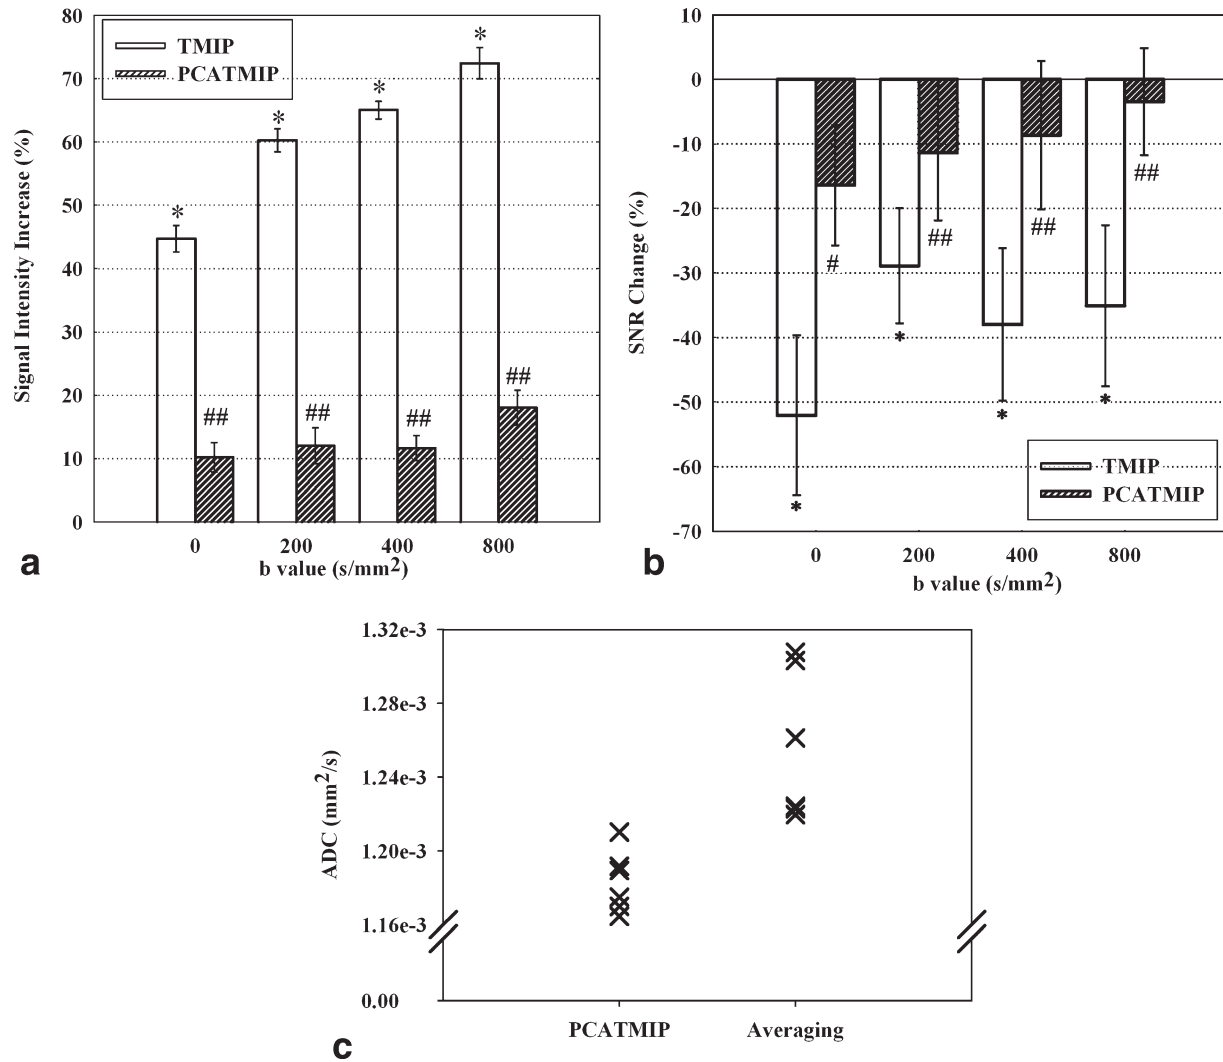 80
70
60
50
40
30
20
10
0
Signal Intensity Increase (%)
TMIP
PCATMIP
*
*
*
*
##
##
##
##
0 200 400 800
b value (s/mm2)
a
10
0
-10
-20
-30
-40
-50
-60
-70
SNR Change (%)
#
##
##
##
*
*
*
*
TMIP
PCATMIP
0 200 400 800
b value (s/mm2)
b
1.32e-3
1.28e-3
1.24e-3
1.20e-3
1.16e-3
0.00
ADC (mm2/s)
PCATMIP Averaging
c